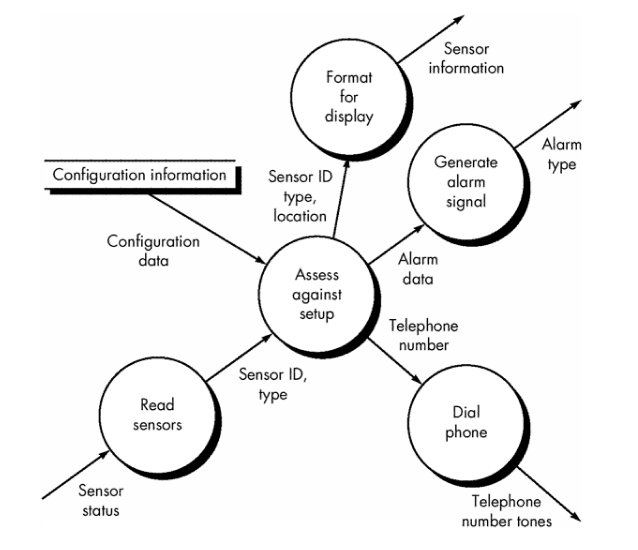 Sensor
information
Format
for
display
Alarm
type
Generate
alarm
signal
Configuration information
Sensor ID
type,
location
Configuration
data
Alarm
data
Assess
against
setup
Telephone
number
Sensor ID,
type
Read
sensors
Dial
phone
Sensor
status
Telephone
number tones